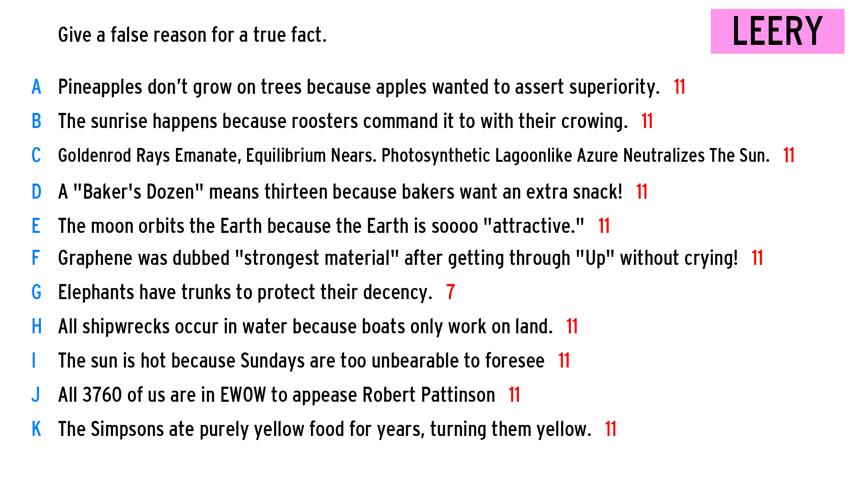 Give a false reason for a true fact.
LEERY
A Pineapples don't grow on trees because apples wanted to assert superiority. 11
B The sunrise happens because roosters command it to with their crowing. 11
C Goldenrod Rays Emanate, Equilibrium Nears. Photosynthetic Lagoonlike Azure Neutralizes The Sun. 11
D A "Baker's Dozen" means thirteen because bakers want an extra snack! 11
E The moon orbits the Earth because the Earth is soooo "attractive." 11
F Graphene was dubbed "strongest material" after getting through "Up" without crying! 11
G Elephants have trunks to protect their decency. 7
H All shipwrecks occur in water because boats only work on land. 11
I The sun is hot because Sundays are too unbearable to foresee 11
J All 3760 of us are in EWOW to appease Robert Pattinson 11
K The Simpsons ate purely yellow food for years, turning them yellow. 11